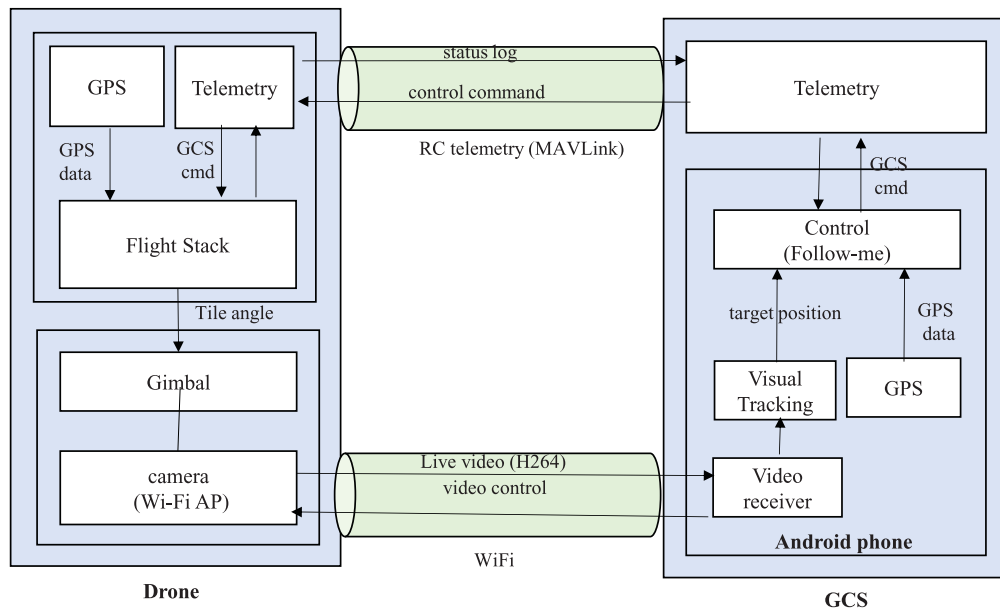 GPS
Telemetry
GPS
data
GCS
cmd
Flight Stack
Tile angle
Gimbal
camera
(Wi-Fi AP)
Drone
status log
control command
RC telemetry (MAVLink)
Live video (H264)
video control
WiFi
Telemetry
GCS
cmd
Control
(Follow-me)
target position
GPS
data
Visual
Tracking
GPS
Video
receiver
Android phone
GCS